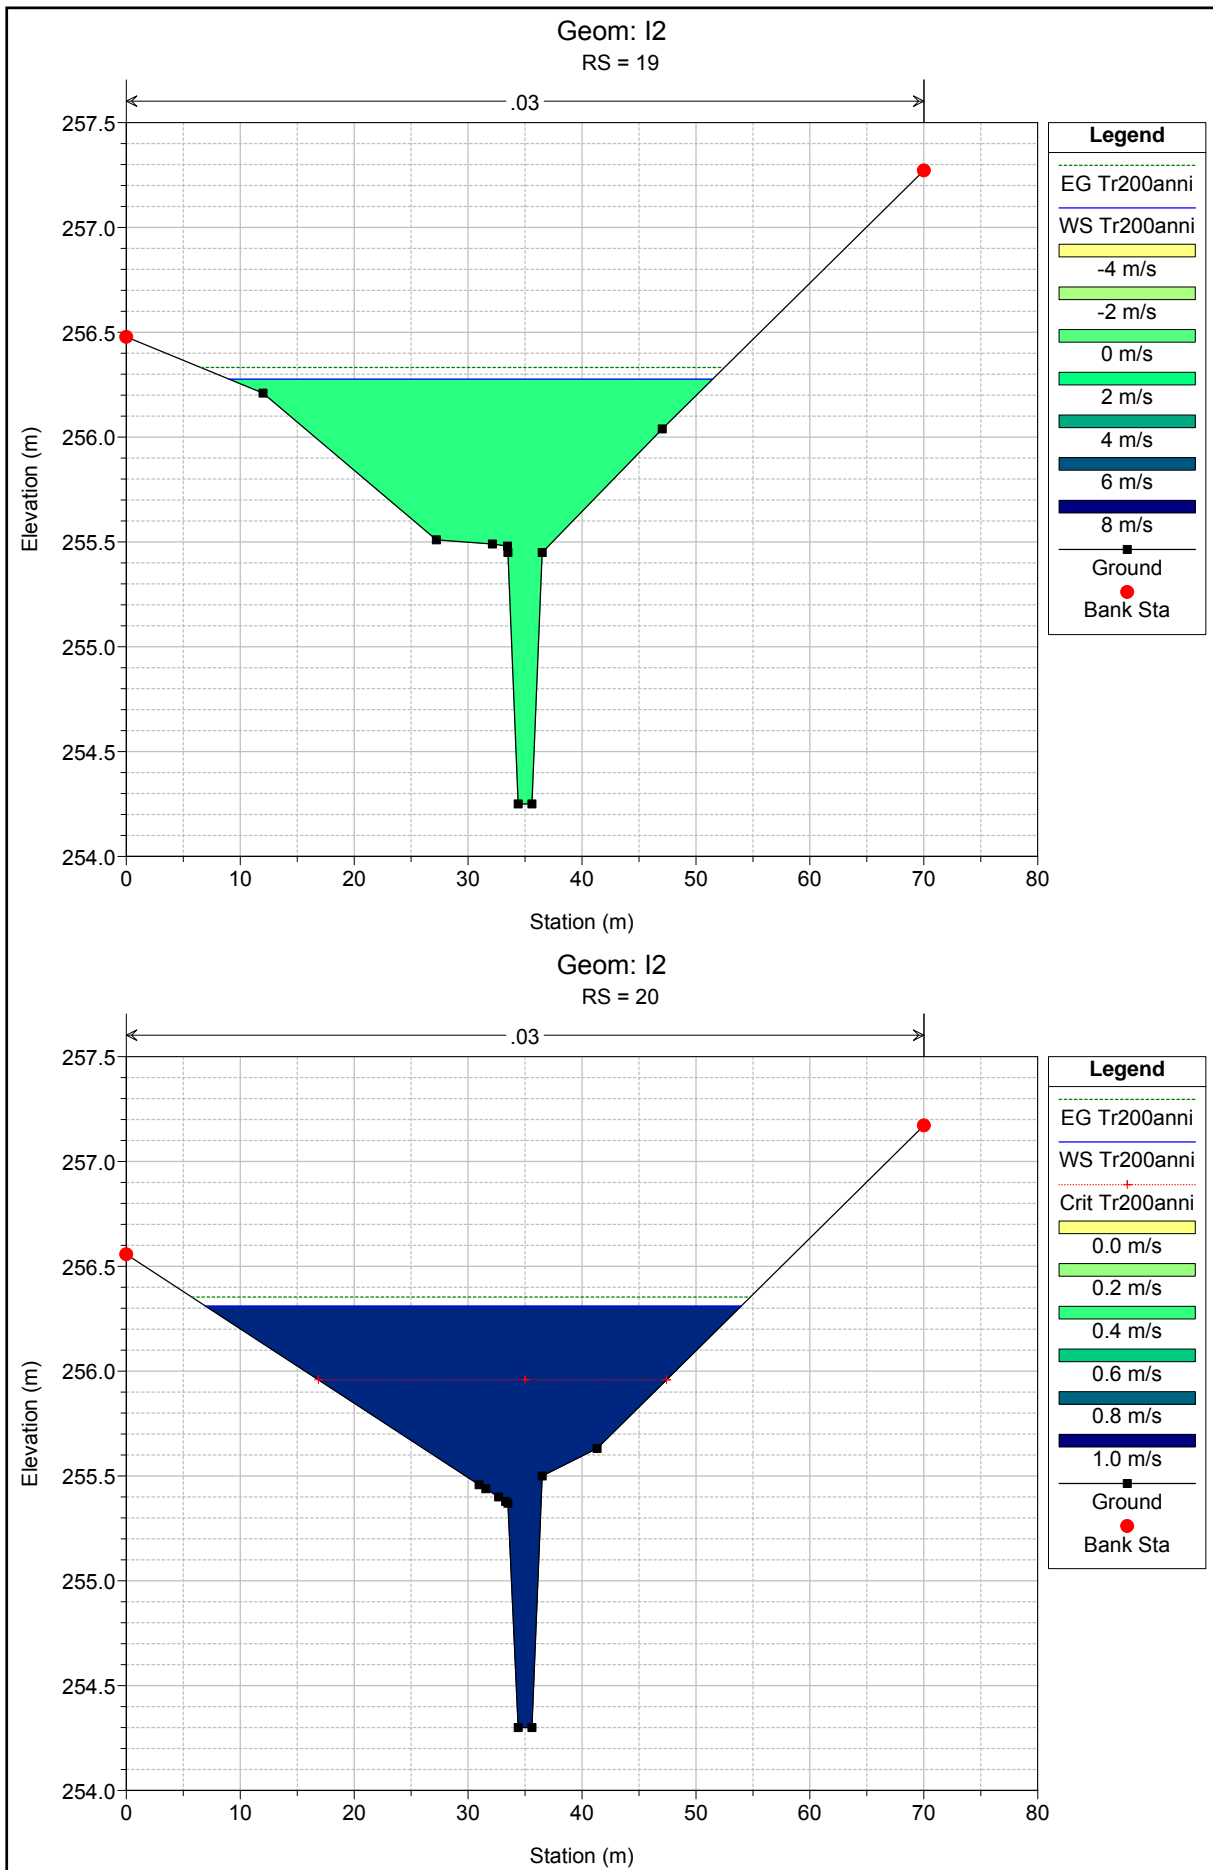 Geom: I2
RS = 19
.03
257.5
257.0
256.5
256.0
255.5
255.0
254.5
254.0
0 10 20 30 40 50 60 70 80
Elevation (m)
Station (m)
Legend
EG Tr200anni
WS Tr200anni
-4 m/s
-2 m/s
0 m/s
2 m/s
4 m/s
6 m/s
8 m/s
Ground
Bank Sta
Geom: I2
RS = 20
.03
257.5
257.0
256.5
256.0
255.5
255.0
254.5
254.0
0 10 20 30 40 50 60 70 80
Elevation (m)
Station (m)
Legend
EG Tr200anni
WS Tr200anni
Crit Tr200anni
0.0 m/s
0.2 m/s
0.4 m/s
0.6 m/s
0.8 m/s
1.0 m/s
Ground
Bank Sta